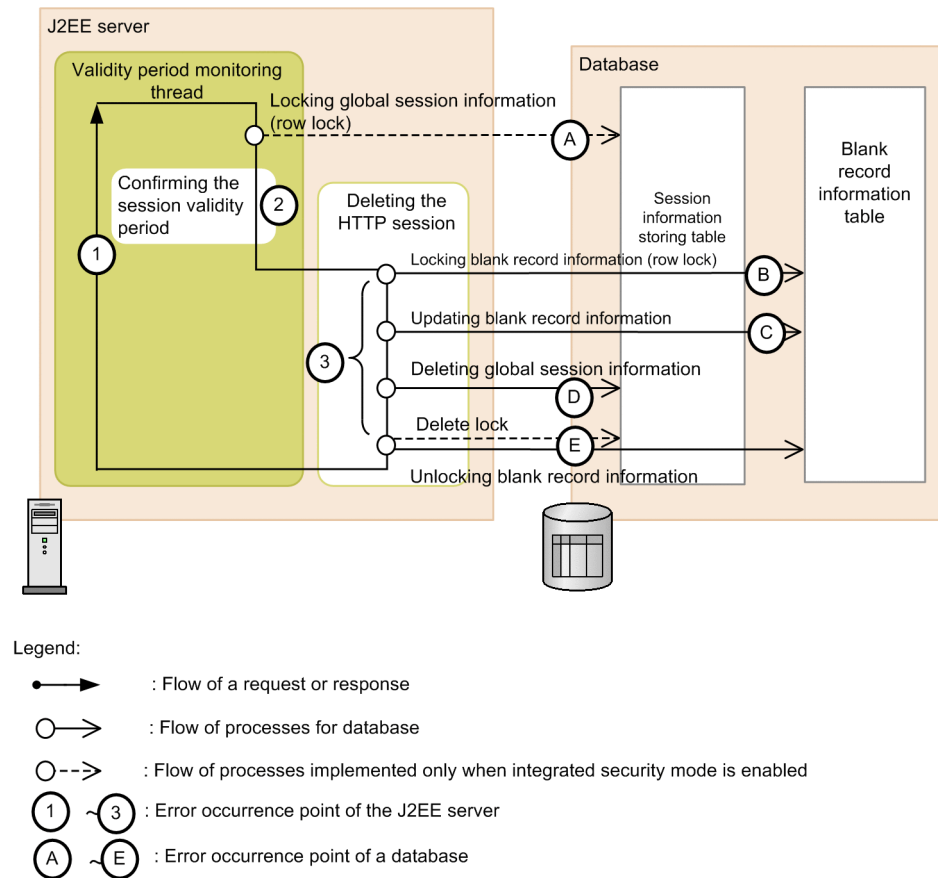 J2EE server
Validity period monitoring
thread
Locking global session information
(row lock)
Database
A
Blank
record
information
table
Confirming the
session validity
period
2
Deleting the
HTTP session
Session
information
storing table
1
Locking blank record information (row lock)
B
Updating blank record information
C
3
Deleting global session information
D
Delete lock
E
Unlocking blank record information
Legend:
: Flow of a request or response
: Flow of processes for database
: Flow of processes implemented only when integrated security mode is enabled
1 ~ 3 : Error occurrence point of the J2EE server
A ~ E : Error occurrence point of a database